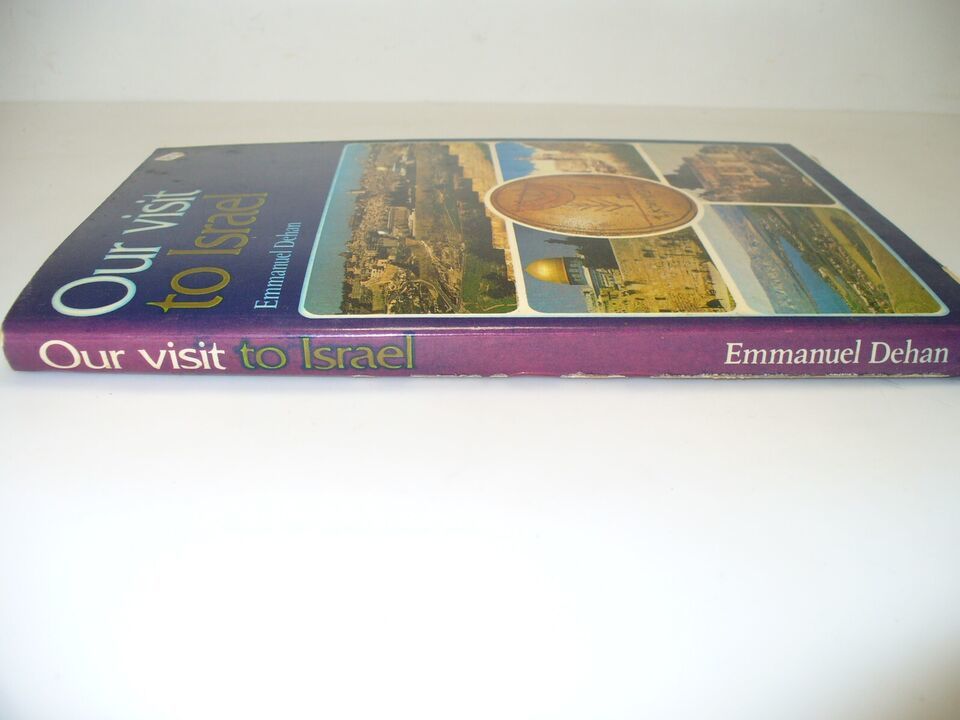 Our visit
to Israel
Emmanuel Dehan
Our visit to Israel
Emmanuel Dehan